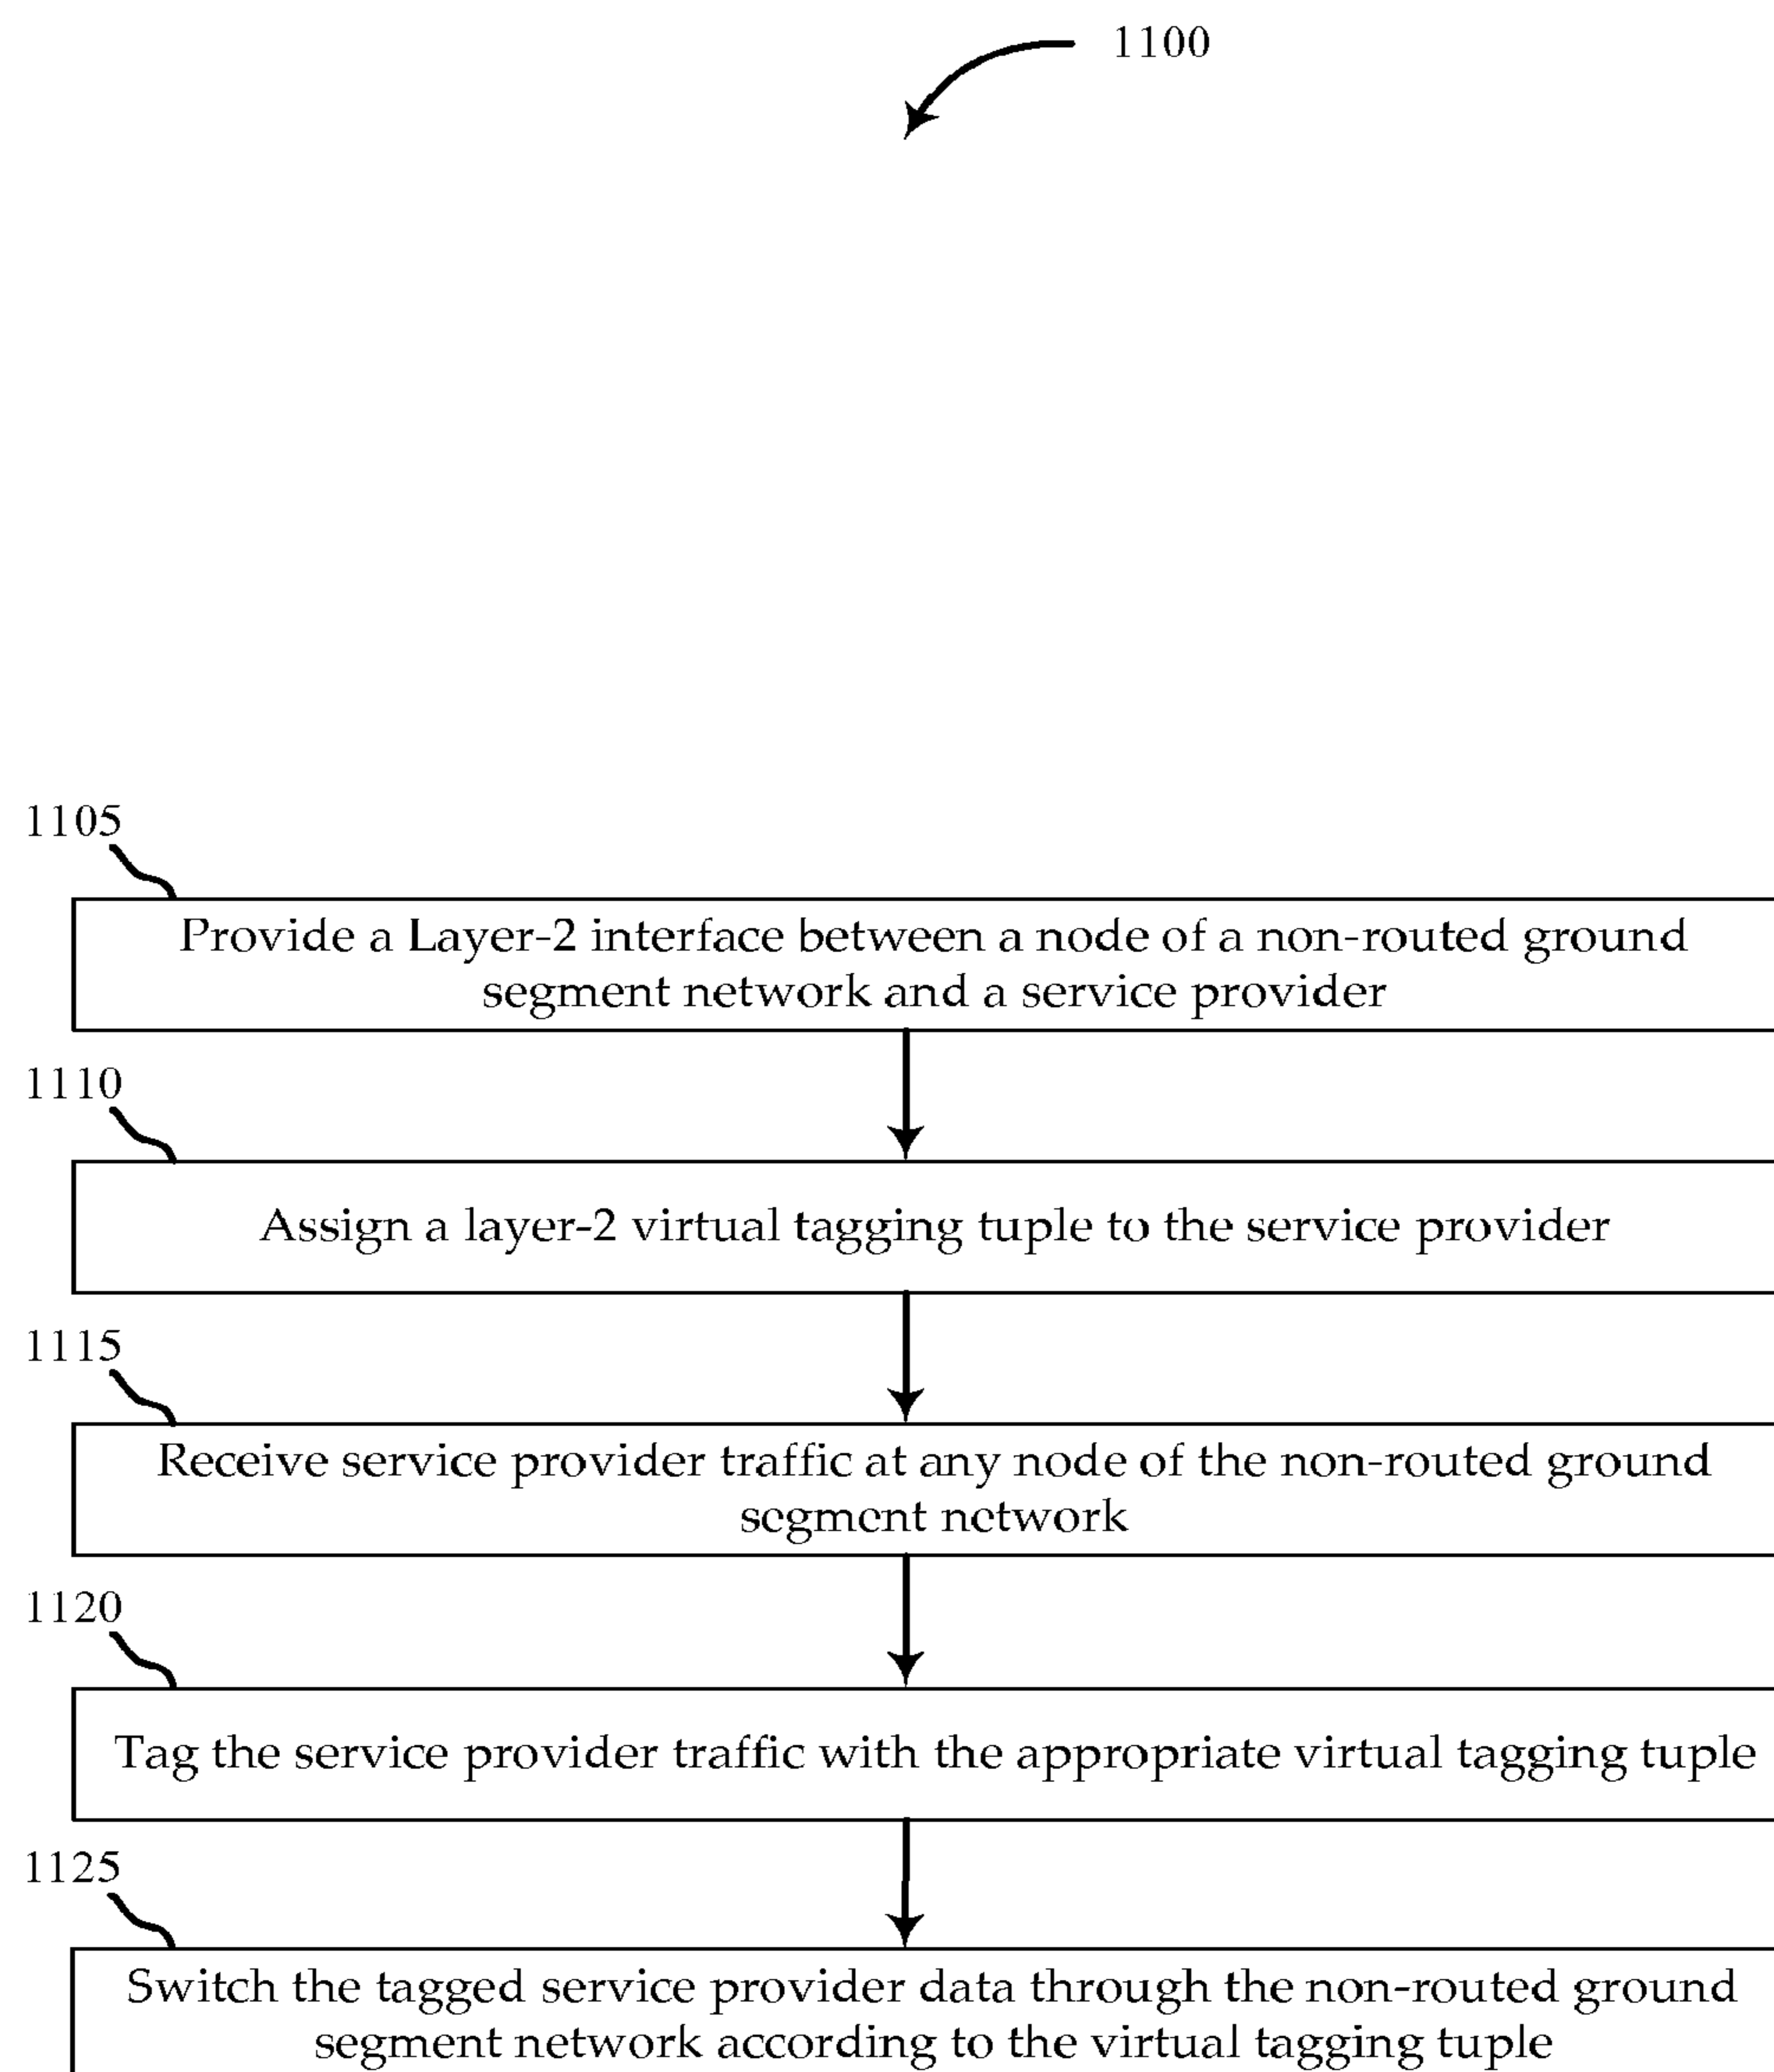 1100
1105
Provide a Layer-2 interface between a node of a non-routed ground
segment network and a service provider
1110
Assign a layer-2 virtual tagging tuple to the service provider
1115
Receive service provider traffic at any node of the non-routed ground
segment network
1120
Tag the service provider traffic with the appropriate virtual tagging tuple
1125
Switch the tagged service provider data through the non-routed ground
segment network according to the virtual tagging tuple